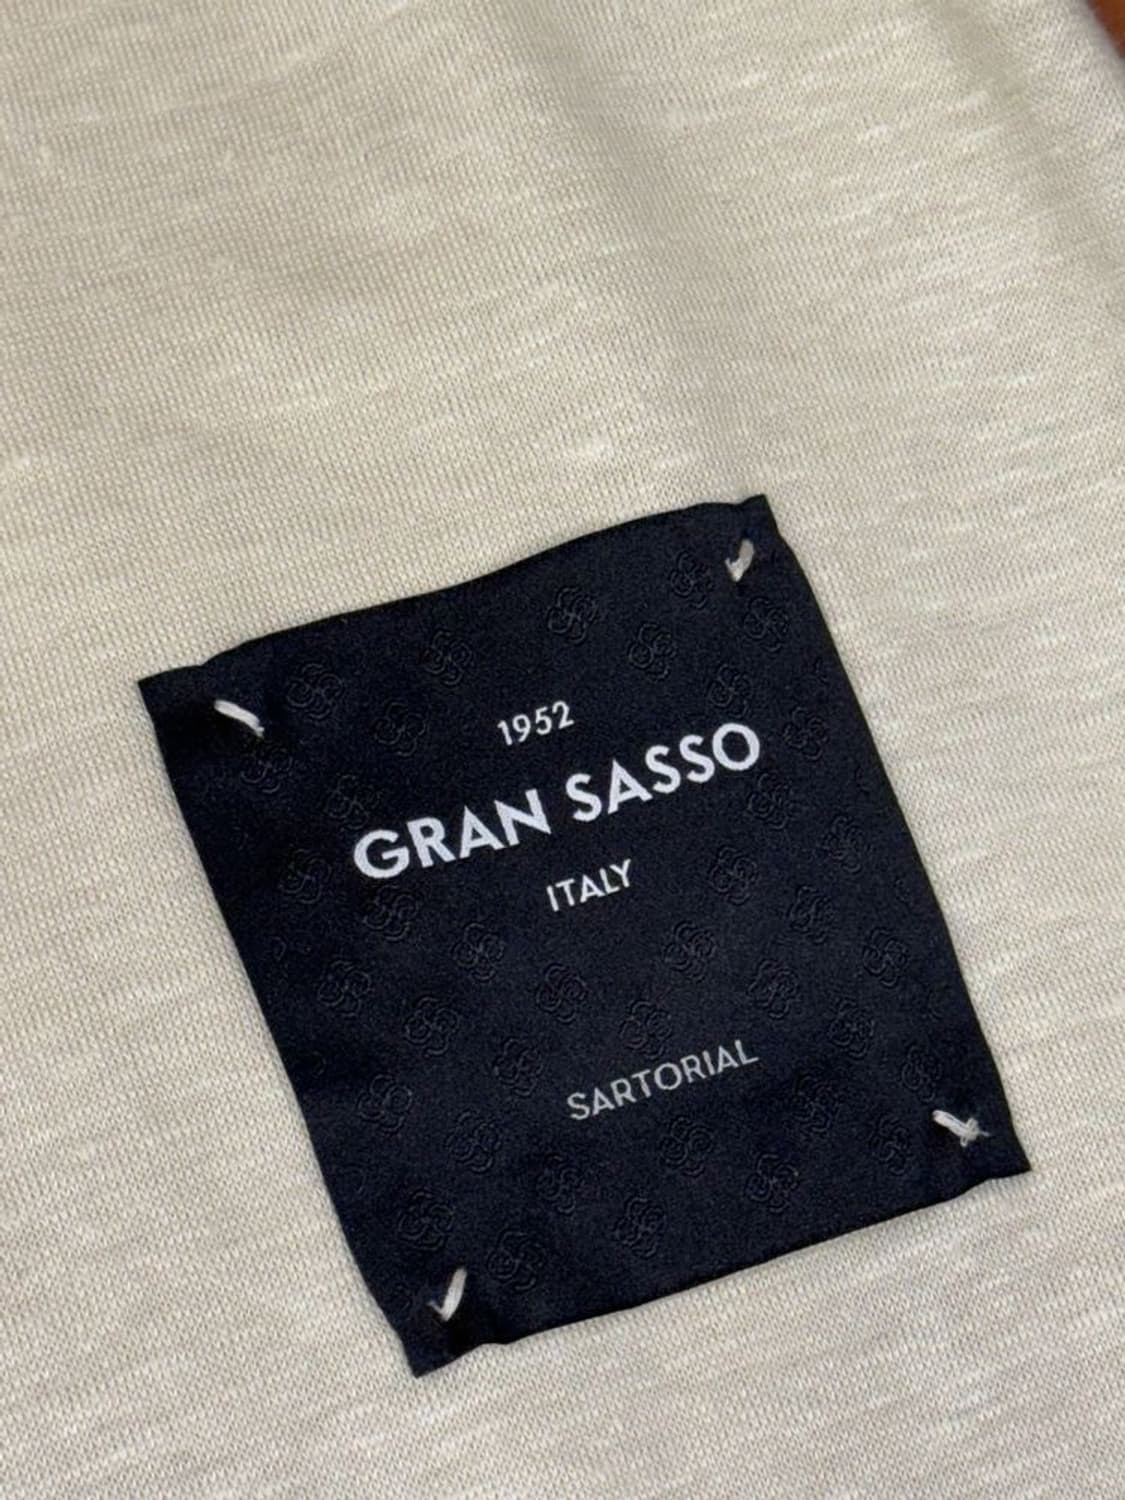 1952
GRAN SASSO
ITALY
SARTORIAL